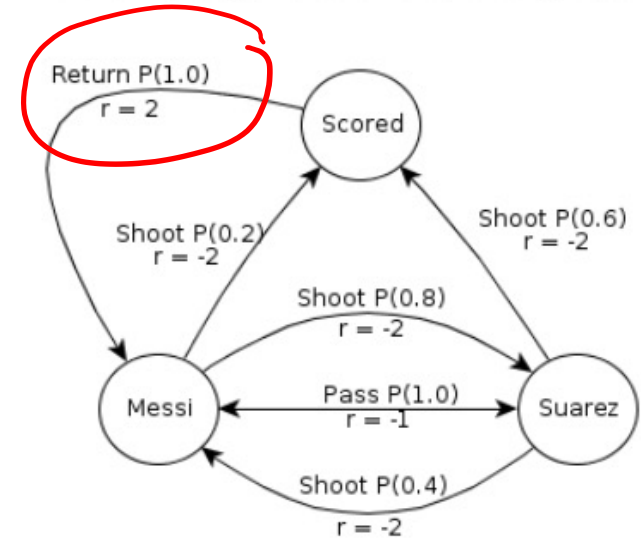 Return P(1.0)
r = 2
Scored
Shoot P(0.2)
r = -2
Shoot P(0.6)
r = -2
Shoot P(0.8)
r = -2
Messi
Pass P(1.0)
r = -1
Suarez
Shoot P(0.4)
r = -2